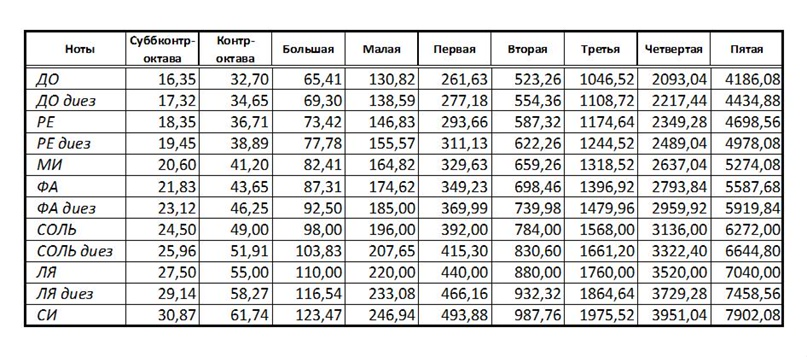 Ноты Суббконтр-октава Контр-октава Большая Малая Первая Вторая Третья Четвертая Пятая
ДО 16,35 32,70 65,41 130,82 261,63 523,26 1046,52 2093,04 4186,08
ДО диез 17,32 34,65 69,30 138,59 277,18 554,36 1108,72 2217,44 4434,88
РЕ 18,35 36,71 73,42 146,83 293,66 587,32 1174,64 2349,28 4698,56
РЕ диез 19,45 38,89 77,78 155,57 311,13 622,26 1244,52 2489,04 4978,08
МИ 20,60 41,20 82,41 164,82 329,63 659,26 1318,52 2637,04 5274,08
ФА 21,83 43,65 87,31 174,62 349,23 698,46 1396,92 2793,84 5587,68
ФА диез 23,12 46,25 92,50 185,00 369,99 739,98 1479,96 2959,92 5919,84
СОЛЬ 24,50 49,00 98,00 196,00 392,00 784,00 1568,00 3136,00 6272,00
СОЛЬ диез 25,96 51,91 103,83 207,65 415,30 830,60 1661,20 3322,40 6644,80
ЛЯ 27,50 55,00 110,00 220,00 440,00 880,00 1760,00 3520,00 7040,00
ЛЯ диез 29,14 58,27 116,54 233,08 466,16 932,32 1864,64 3729,28 7458,56
СИ 30,87 61,74 123,47 246,94 493,88 987,76 1975,52 3951,04 7902,08